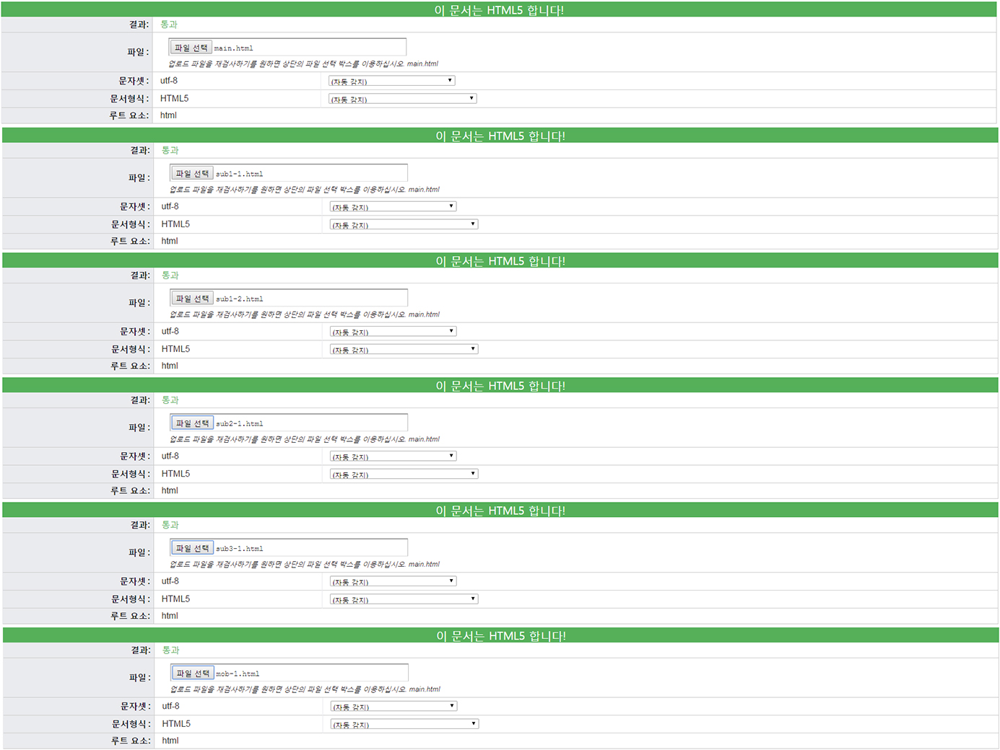 이 문서는 HTML5 합니다!
결과: 통과
파일 : 파일 선택 main.html
업로드 파일을 재검사하기를 원하면 상단의 파일 선택 박스를 이용하십시오. main.html
문자셋 : utf-8 (자동 감지)
문서형식 : HTML5 (자동 감지)
루트 요소: html
이 문서는 HTML5 합니다!
결과: 통과
파일 : 파일 선택 sub1-1.html
업로드 파일을 재검사하기를 원하면 상단의 파일 선택 박스를 이용하십시오. main.html
문자셋 : utf-8 (자동 감지)
문서형식 : HTML5 (자동 감지)
루트 요소: html
이 문서는 HTML5 합니다!
결과: 통과
파일 : 파일 선택 sub1-2.html
업로드 파일을 재검사하기를 원하면 상단의 파일 선택 박스를 이용하십시오. main.html
문자셋 : utf-8 (자동 감지)
문서형식 : HTML5 (자동 감지)
루트 요소: html
이 문서는 HTML5 합니다!
결과: 통과
파일 : 파일 선택 sub2-1.html
업로드 파일을 재검사하기를 원하면 상단의 파일 선택 박스를 이용하십시오. main.html
문자셋 : utf-8 (자동 감지)
문서형식 : HTML5 (자동 감지)
루트 요소: html
이 문서는 HTML5 합니다!
결과: 통과
파일 : 파일 선택 sub3-1.html
업로드 파일을 재검사하기를 원하면 상단의 파일 선택 박스를 이용하십시오. main.html
문자셋 : utf-8 (자동 감지)
문서형식 : HTML5 (자동 감지)
루트 요소: html
이 문서는 HTML5 합니다!
결과: 통과
파일 : 파일 선택 mob-1.html
업로드 파일을 재검사하기를 원하면 상단의 파일 선택 박스를 이용하십시오. main.html
문자셋 : utf-8 (자동 감지)
문서형식 : HTML5 (자동 감지)
루트 요소: html